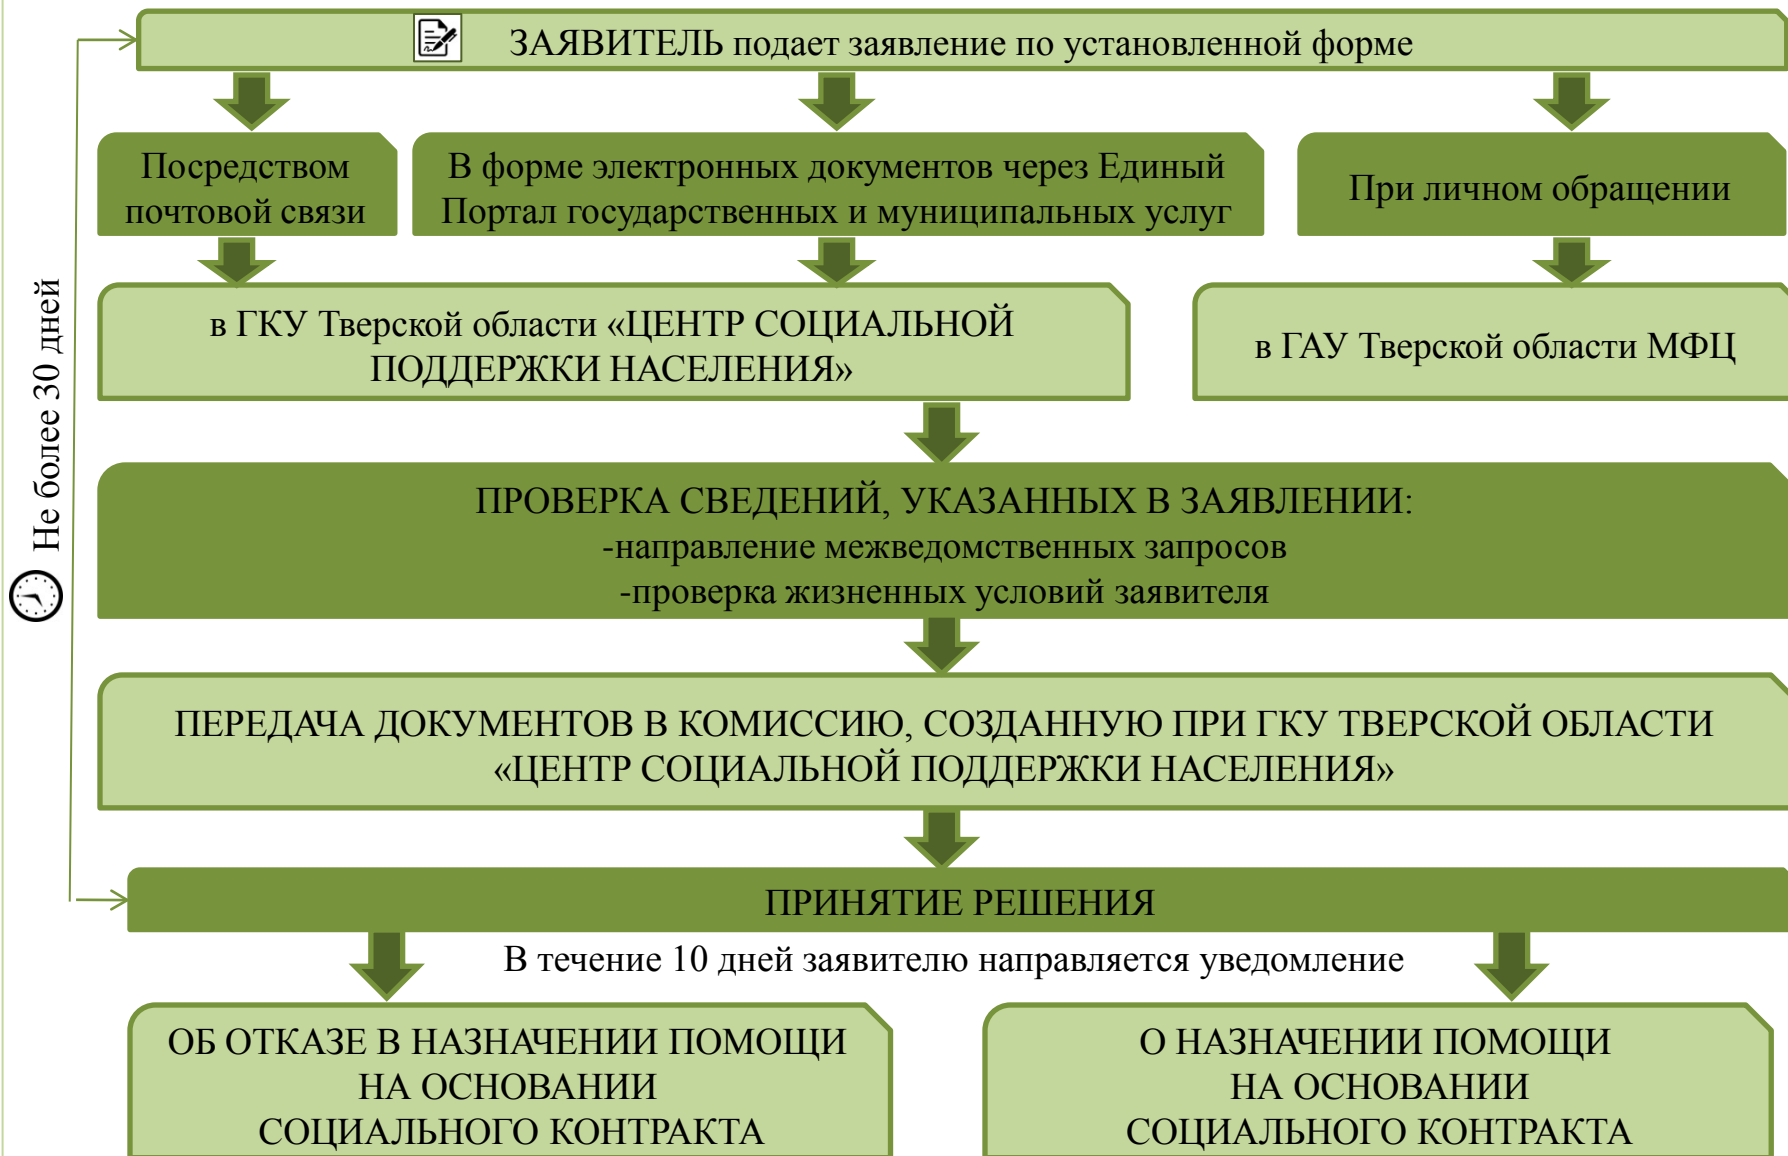 ЗАЯВИТЕЛЬ подает заявление по установленной форме
Посредством
почтовой связи
В форме электронных документов через Единый
Портал государственных и муниципальных услуг
При личном обращении
в ГКУ Тверской области «ЦЕНТР СОЦИАЛЬНОЙ
ПОДДЕРЖКИ НАСЕЛЕНИЯ»
в ГАУ Тверской области МФЦ
Не более 30 дней
ПРОВЕРКА СВЕДЕНИЙ, УКАЗАННЫХ В ЗАЯВЛЕНИИ:
-направление межведомственных запросов
-проверка жизненных условий заявителя
ПЕРЕДАЧА ДОКУМЕНТОВ В КОМИССИЮ, СОЗДАННУЮ ПРИ ГКУ ТВЕРСКОЙ ОБЛАСТИ
«ЦЕНТР СОЦИАЛЬНОЙ ПОДДЕРЖКИ НАСЕЛЕНИЯ»
ПРИНЯТИЕ РЕШЕНИЯ
В течение 10 дней заявителю направляется уведомление
ОБ ОТКАЗЕ В НАЗНАЧЕНИИ ПОМОЩИ
НА ОСНОВАНИИ
СОЦИАЛЬНОГО КОНТРАКТА
О НАЗНАЧЕНИИ ПОМОЩИ
НА ОСНОВАНИИ
СОЦИАЛЬНОГО КОНТРАКТА